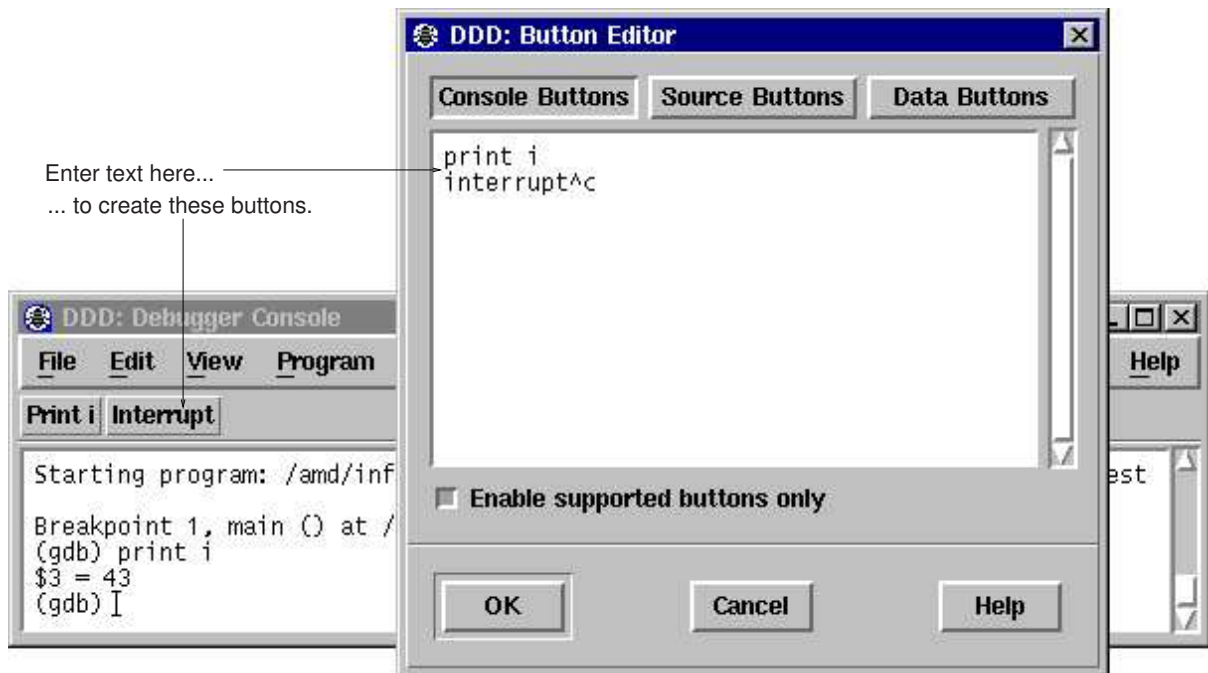 DDD: Button Editor
Console Buttons Source Buttons Data Buttons
print i
interrupt^c
Enter text here...
... to create these buttons.
DDD: Debugger Console
File Edit View Program Help
Print i Interrupt
Starting program: /amd/inf est
Breakpoint 1, main () at /
(gdb) print i
$3 = 43
(gdb)
Enable supported buttons only
OK Cancel Help